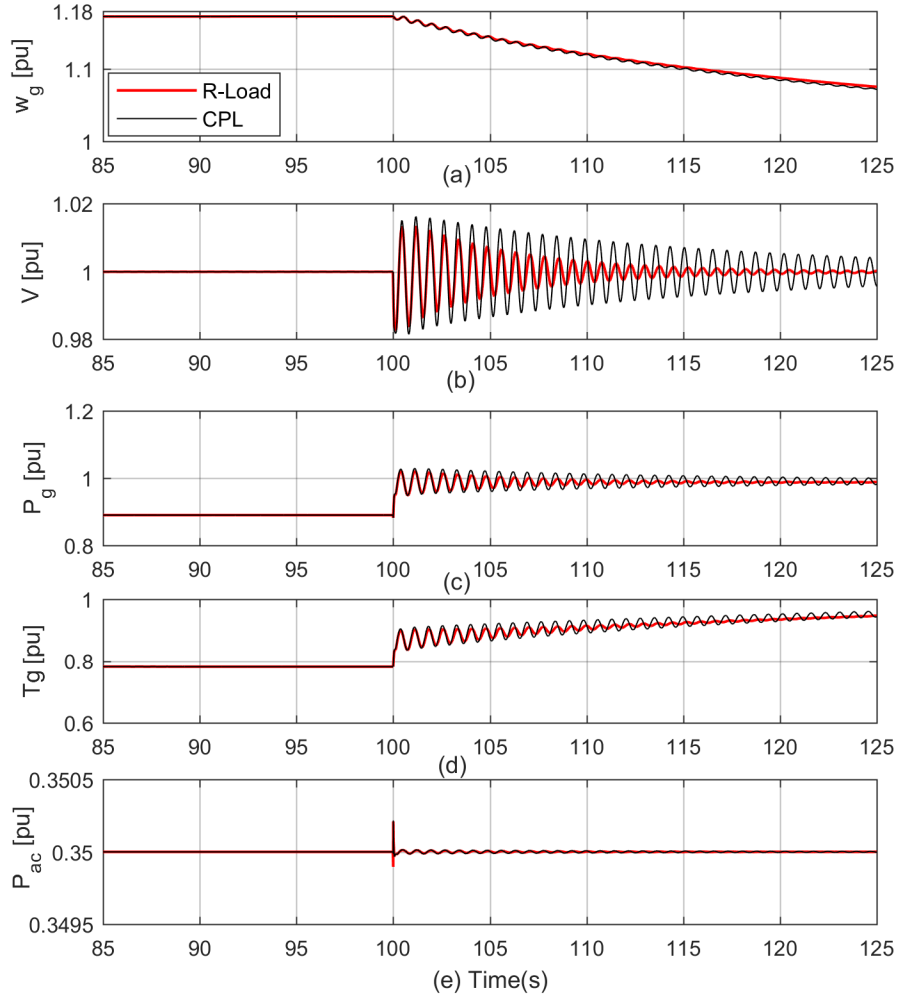 1.18
1.1
1
w_g [pu]
R-Load
CPL
85 90 95 100 105 110 115 120 125
(a)
1.02
1
0.98
V [pu]
85 90 95 100 105 110 115 120 125
(b)
1.2
1
0.8
P_g [pu]
85 90 95 100 105 110 115 120 125
(c)
1
0.8
0.6
Tg [pu]
85 90 95 100 105 110 115 120 125
(d)
0.3505
0.35
0.3495
P_ac [pu]
85 90 95 100 105 110 115 120 125
(e) Time(s)